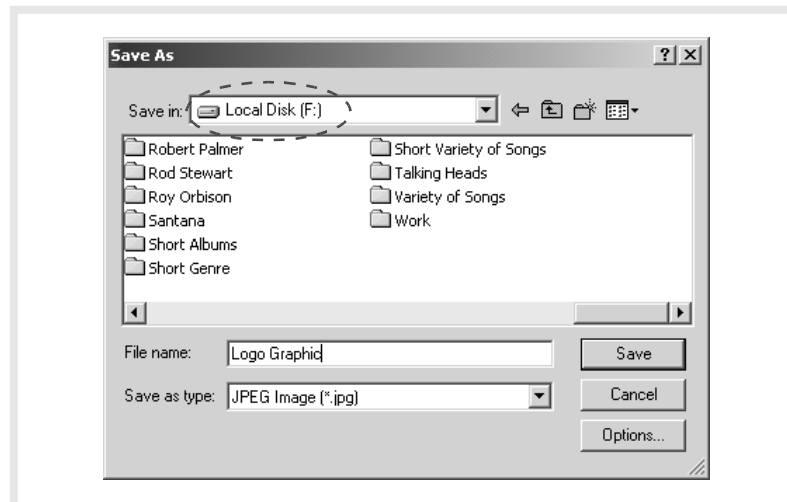 Save As
Save in: Local Disk (F:)
Robert Palmer
Rod Stewart
Roy Orbison
Santana
Short Albums
Short Genre
Short Variety of Songs
Talking Heads
Variety of Songs
Work
File name: Logo Graphic
Save
Save as type: JPEG Image (*.jpg)
Cancel
Options...